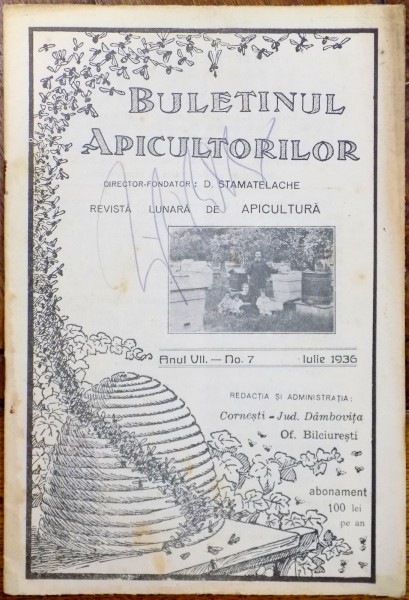 BULETINUL
APICULTORILOR
DIRECTOR-FONDATOR: D. STAMATELACHE
REVISTĂ LUNARĂ DE APICULTURĂ
Anul VII. — No. 7 Iulie 1936
REDACȚIA ȘI ADMINISTRAȚIA:
Cornești - Jud. Dâmbovița
Of. Bilciurești
abonament
100 lei
pe an